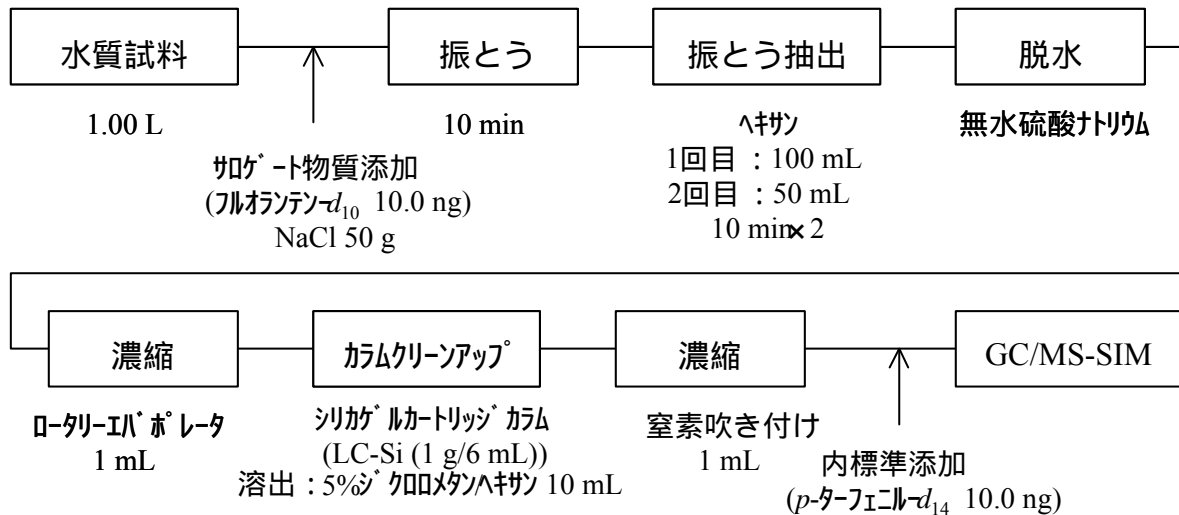 水質試料
振とう
振とう抽出
脱水
1.00 L
10 min
ヘキサン
無水硫酸ナトリウム
サロゲート物質添加
1回目：100 mL
(フルオランテン-d10 10.0 ng)
2回目：50 mL
NaCl 50 g
10 min×2
濃縮
カラムクリーンアップ
濃縮
GC/MS-SIM
ロータリーエバポレータ
シリカゲルカートリッジカラム
窒素吹き付け
1 mL
(LC-Si (1 g/6 mL))
1 mL
内標準添加
溶出：5%ジクロロメタン/ヘキサン 10 mL
(p-ターフェニル-d14 10.0 ng)